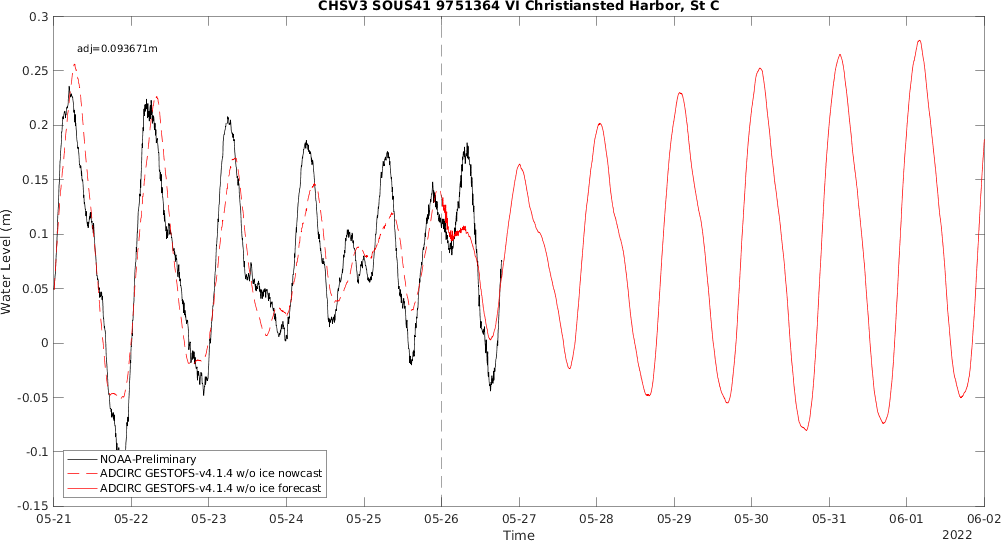 CHSV3 SOUS41 9751364 VI Christiansted Harbor, St C
adj=0.093671m
0.3
0.25
0.2
0.15
0.1
0.05
0
-0.05
-0.1
-0.15
Water Level (m)
NOAA-Preliminary
ADCIRC GESTOFS-v4.1.4 w/o ice nowcast
ADCIRC GESTOFS-v4.1.4 w/o ice forecast
05-21 05-22 05-23 05-24 05-25 05-26 05-27 05-28 05-29 05-30 05-31 06-01 06-02
Time
2022